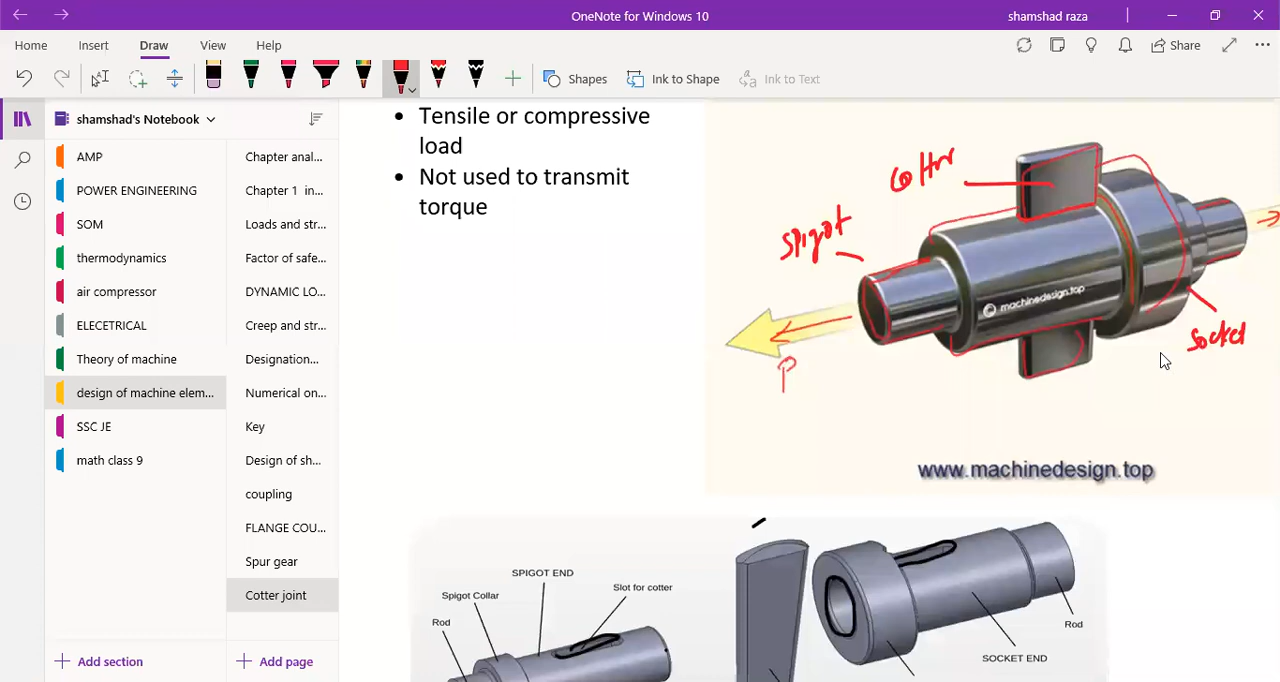 OneNote for Windows 10
shamshad raza
Home
Insert
Draw
View
Help
Shapes
Ink to Shape
Ink to Text
Share
shamshad's Notebook
AMP
POWER ENGINEERING
SOM
thermodynamics
air compressor
ELECETRICAL
Theory of machine
design of machine elem...
SSC JE
math class 9
Add section
Chapter anal...
Chapter 1 in...
Loads and str...
Factor of safe...
DYNAMIC LO...
Creep and str...
Designation...
Numerical on...
Key
Design of sh...
coupling
FLANGE COU...
Spur gear
Cotter joint
Add page
• Tensile or compressive
load
• Not used to transmit
torque
Cotter
Spigot
Socket
P
machinedesign.top
www.machinedesign.top
SPIGOT END
Slot for cotter
Spigot Collar
Rod
Rod
SOCKET END